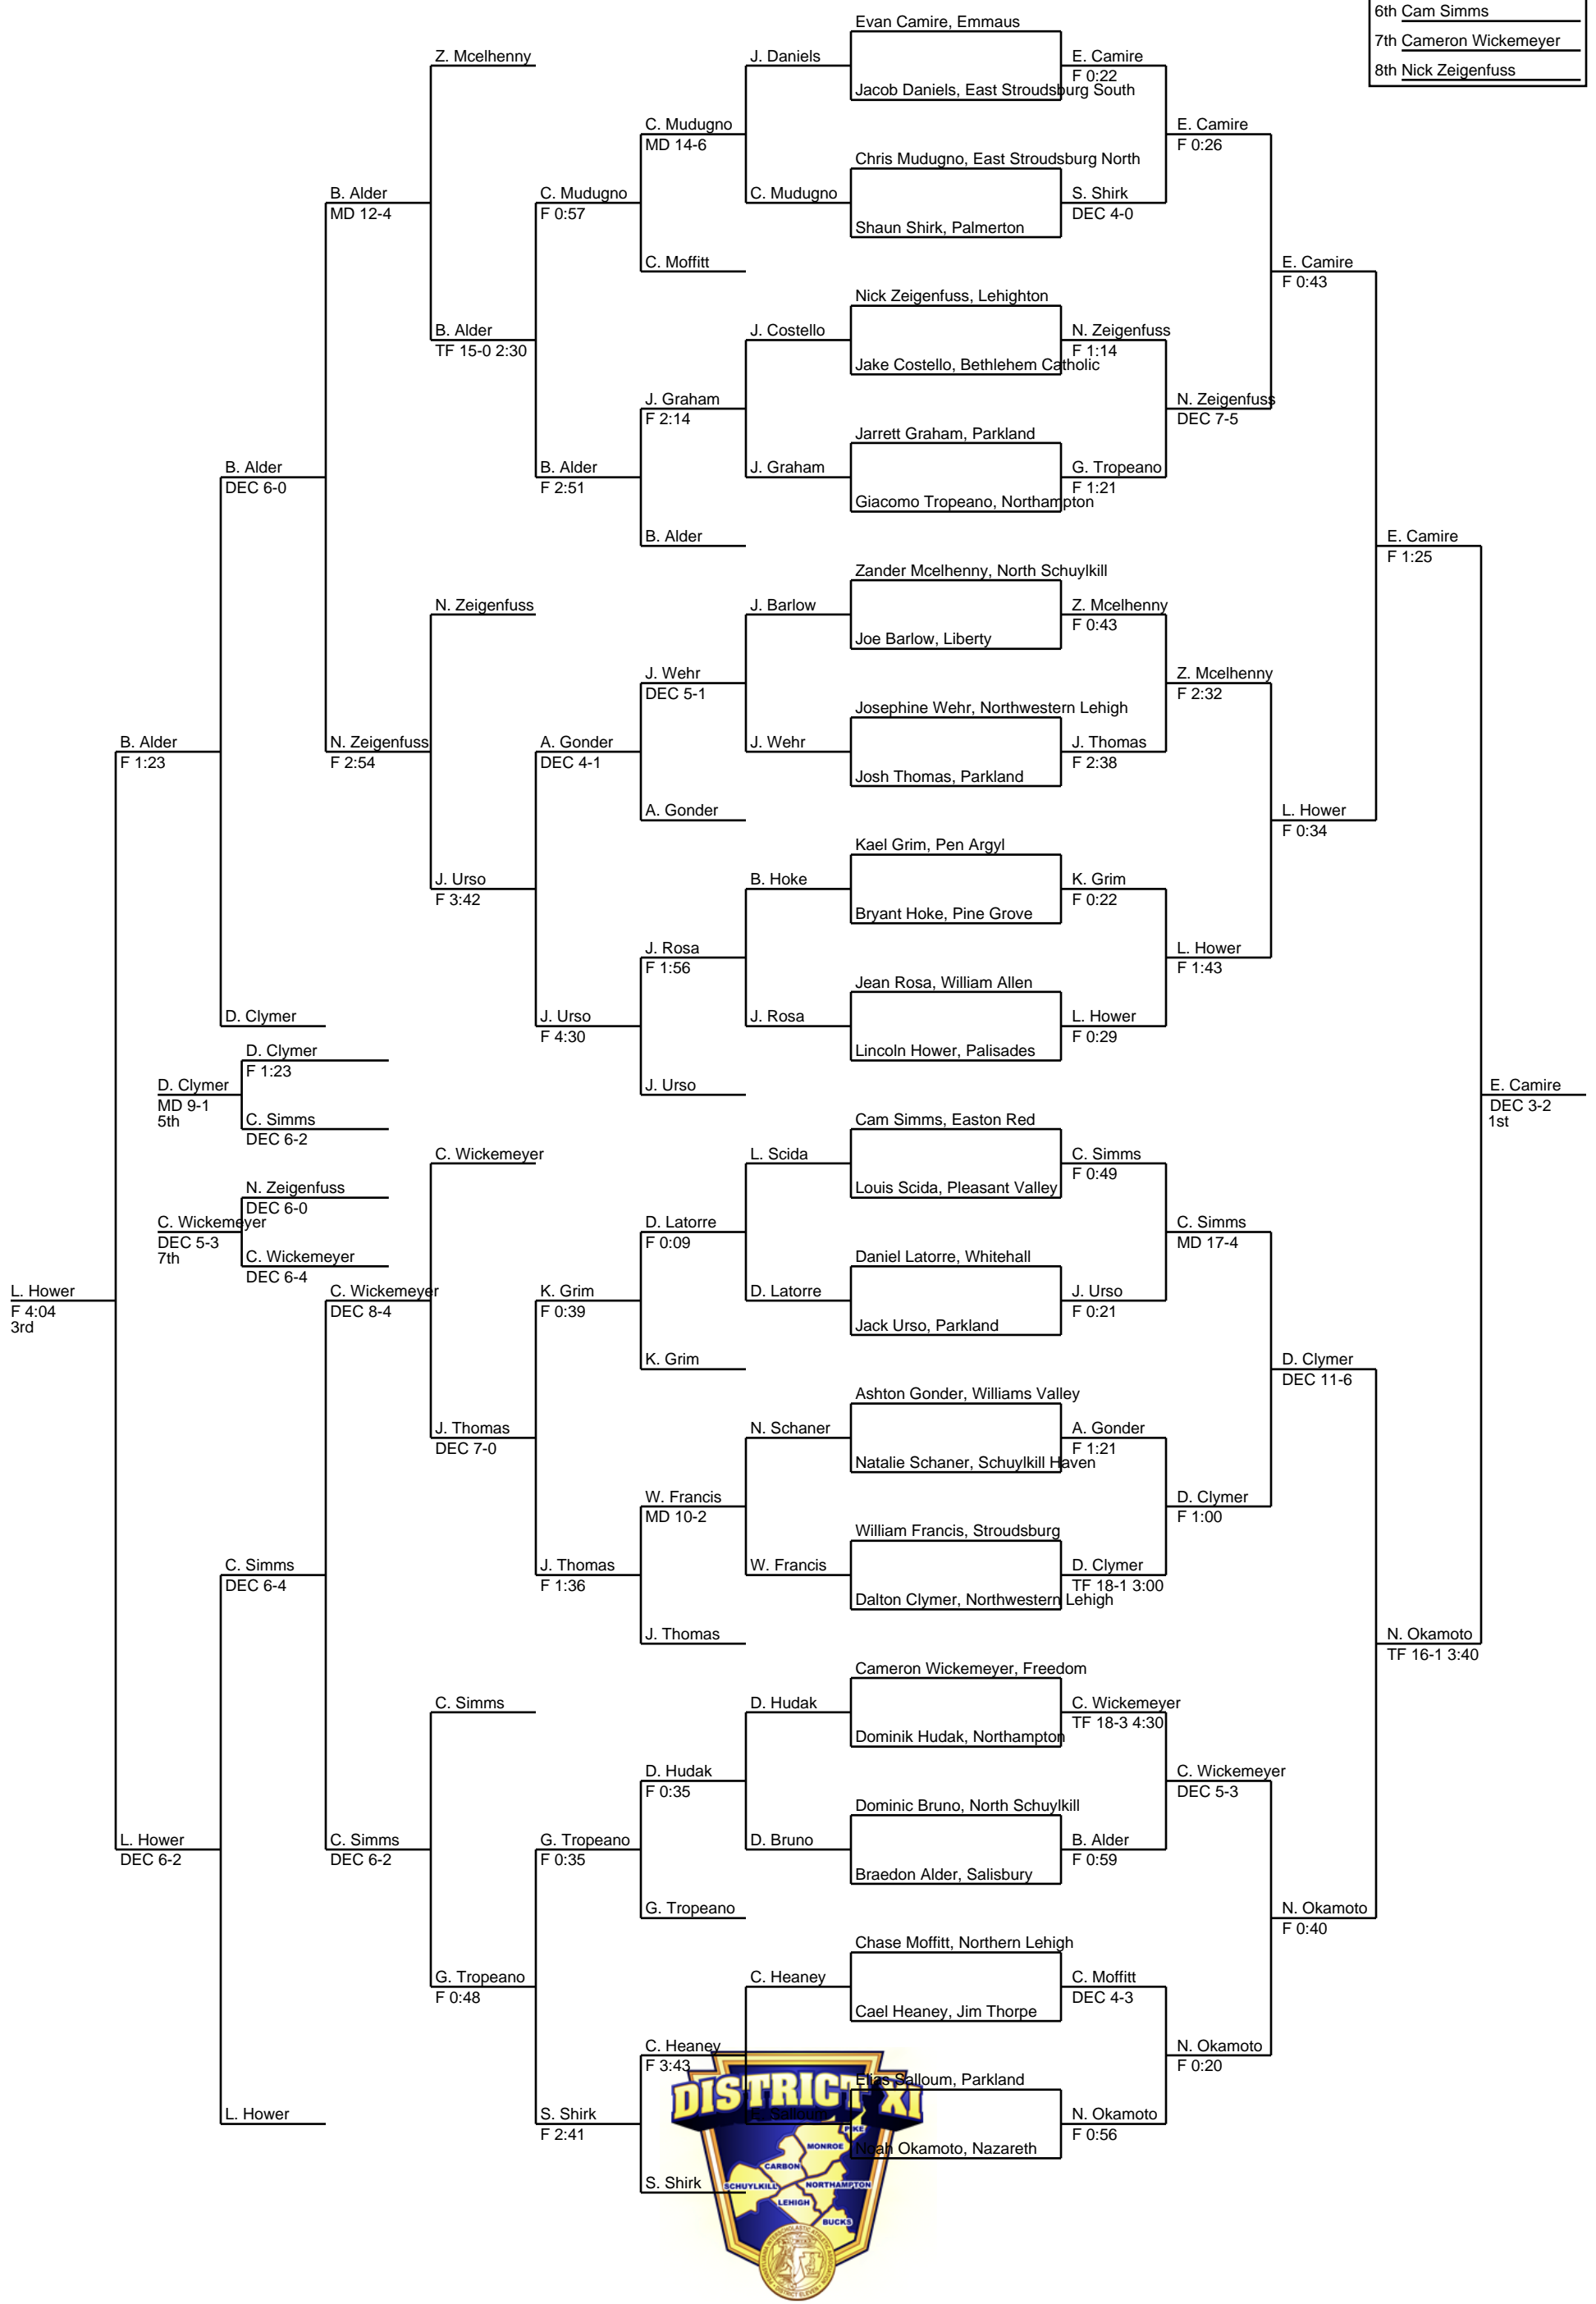 6th Cam Simms
7th Cameron Wickemeyer
8th Nick Zeigenfuss
Evan Camire, Emmaus
Z. Mcelhenny
J. Daniels
E. Camire
F 0:22
Jacob Daniels, East Stroudsburg South
C. Mudugno
MD 14-6
E. Camire
F 0:26
Chris Mudugno, East Stroudsburg North
B. Alder
MD 12-4
C. Mudugno
F 0:57
C. Mudugno
S. Shirk
DEC 4-0
Shaun Shirk, Palmerton
C. Moffitt
E. Camire
F 0:43
Nick Zeigenfuss, Lehighton
B. Alder
TF 15-0 2:30
J. Costello
N. Zeigenfuss
F 1:14
Jake Costello, Bethlehem Catholic
J. Graham
F 2:14
N. Zeigenfuss
DEC 7-5
Jarrett Graham, Parkland
B. Alder
DEC 6-0
B. Alder
F 2:51
J. Graham
G. Tropeano
F 1:21
Giacomo Tropeano, Northampton
B. Alder
E. Camire
F 1:25
Zander Mcelhenny, North Schuylkill
N. Zeigenfuss
J. Barlow
Z. Mcelhenny
F 0:43
Joe Barlow, Liberty
J. Wehr
DEC 5-1
Z. Mcelhenny
F 2:32
Josephine Wehr, Northwestern Lehigh
B. Alder
F 1:23
N. Zeigenfuss
F 2:54
A. Gonder
DEC 4-1
J. Wehr
J. Thomas
F 2:38
Josh Thomas, Parkland
A. Gonder
L. Hower
F 0:34
Kael Grim, Pen Argyl
J. Urso
F 3:42
B. Hoke
K. Grim
F 0:22
Bryant Hoke, Pine Grove
J. Rosa
F 1:56
L. Hower
F 1:43
Jean Rosa, William Allen
D. Clymer
J. Urso
F 4:30
J. Rosa
L. Hower
F 0:29
Lincoln Hower, Palisades
D. Clymer
F 1:23
D. Clymer
MD 9-1
5th
J. Urso
E. Camire
DEC 3-2
1st
C. Simms
DEC 6-2
Cam Simms, Easton Red
C. Wickemeyer
L. Scida
C. Simms
F 0:49
Louis Scida, Pleasant Valley
N. Zeigenfuss
DEC 6-0
C. Wickemeyer
DEC 5-3
7th
D. Latorre
F 0:09
C. Simms
MD 17-4
C. Wickemeyer
DEC 6-4
Daniel Latorre, Whitehall
L. Hower
F 4:04
3rd
C. Wickemeyer
DEC 8-4
K. Grim
F 0:39
D. Latorre
J. Urso
F 0:21
Jack Urso, Parkland
K. Grim
D. Clymer
DEC 11-6
Ashton Gonder, Williams Valley
J. Thomas
DEC 7-0
N. Schaner
A. Gonder
F 1:21
Natalie Schaner, Schuylkill Haven
W. Francis
MD 10-2
D. Clymer
F 1:00
William Francis, Stroudsburg
C. Simms
DEC 6-4
J. Thomas
F 1:36
W. Francis
D. Clymer
TF 18-1 3:00
Dalton Clymer, Northwestern Lehigh
J. Thomas
N. Okamoto
TF 16-1 3:40
Cameron Wickemeyer, Freedom
C. Simms
D. Hudak
C. Wickemeyer
TF 18-3 4:30
Dominik Hudak, Northampton
D. Hudak
F 0:35
C. Wickemeyer
DEC 5-3
Dominic Bruno, North Schuylkill
L. Hower
DEC 6-2
C. Simms
DEC 6-2
G. Tropeano
F 0:35
D. Bruno
B. Alder
F 0:59
Braedon Alder, Salisbury
G. Tropeano
N. Okamoto
F 0:40
Chase Moffitt, Northern Lehigh
G. Tropeano
F 0:48
C. Heaney
C. Moffitt
DEC 4-3
Cael Heaney, Jim Thorpe
C. Heaney
F 3:43
N. Okamoto
F 0:20
Elias Salloum, Parkland
L. Hower
S. Shirk
F 2:41
E. Salloum
N. Okamoto
F 0:56
Noah Okamoto, Nazareth
S. Shirk
DISTRICT XI
PIKE
MONROE
CARBON
SCHUYLKILL
NORTHAMPTON
LEHIGH
BUCKS
PENNSYLVANIA INTERSCHOLASTIC ATHLETIC ASSOCIATION
DISTRICT ELEVEN